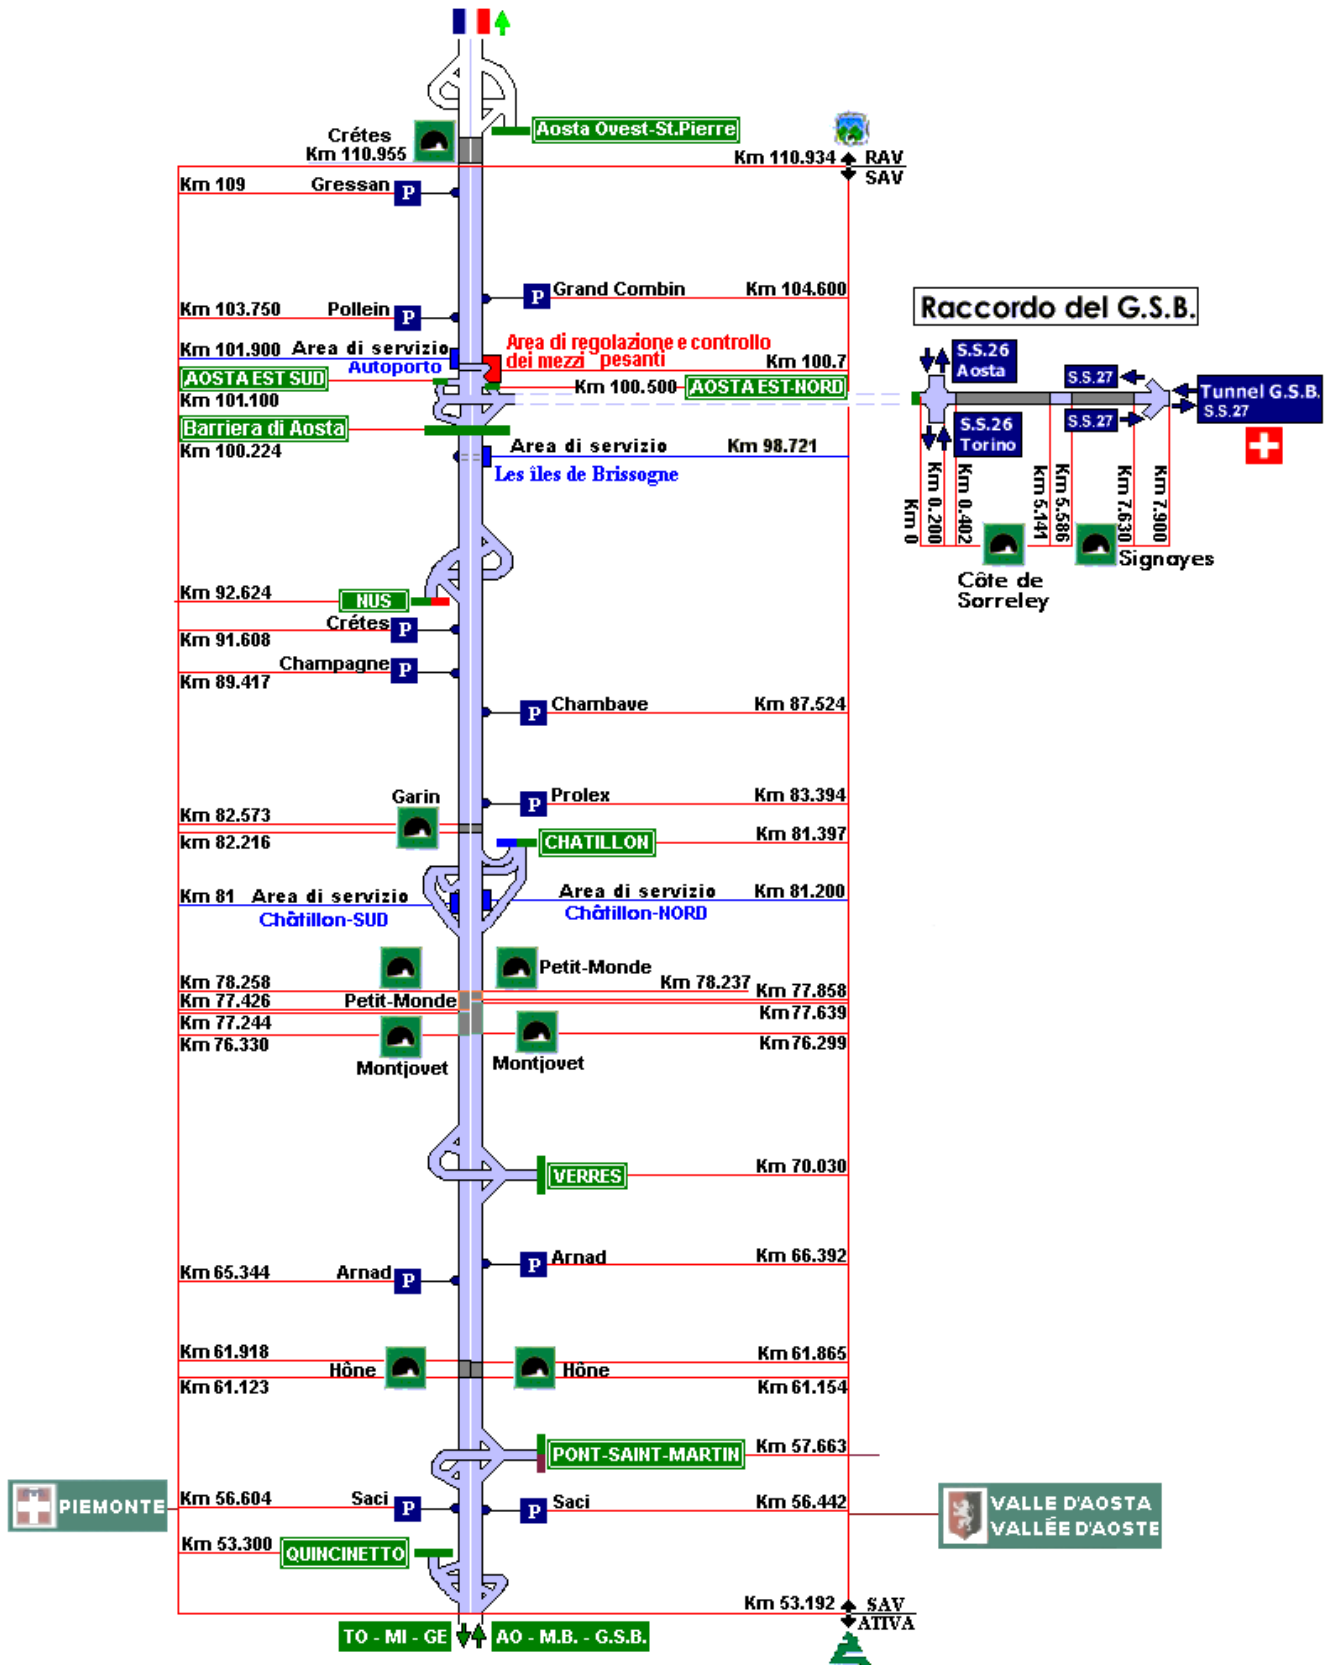 Aosta Ovest-St.Pierre
Crétes
Km 110.955
Km 110.934
RAV
SAV
Km 109
Gressan
P
P
Grand Combin
Km 104.600
Km 103.750
Pollein
P
Raccordo del G.S.B.
Km 101.900
Area di servizio
Autoporto
Area di regolazione e controllo
dei mezzi pesanti
Km 100.7
AOSTA EST SUD
Km 101.100
Km 100.500
AOSTA EST-NORD
Barriera di Aosta
Km 100.224
Area di servizio
Km 98.721
Les îles de Brissogne
S.S.26
Aosta
S.S.27
S.S.26
Torino
S.S.27
Tunnel G.S.B.
S.S.27
Km 0
Km 0.200
Km 0.402
km 5.141
Km 5.586
Km 7.630
Km 7.900
Côte de
Sorreley
Signayes
Km 92.624
NUS
Crétes
P
Km 91.608
Champagne
P
Km 89.417
P
Chambave
Km 87.524
Garin
P
Prolex
Km 83.394
Km 82.573
km 82.216
CHATILLON
Km 81.397
Km 81
Area di servizio
Châtillon-SUD
Area di servizio
Km 81.200
Châtillon-NORD
Petit-Monde
Km 78.258
Km 78.237
Km 77.858
Km 77.426
Petit-Monde
Km 77.639
Km 77.244
Km 76.330
Km 76.299
Montjovet
Montjovet
VERRES
Km 70.030
P
Arnad
Km 66.392
Km 65.344
Arnad
P
Km 61.918
Km 61.865
Hône
Hône
Km 61.123
Km 61.154
PONT-SAINT-MARTIN
Km 57.663
PIEMONTE
Km 56.604
Saci
P
P
Saci
Km 56.442
VALLE D'AOSTA
VALLÉE D'AOSTE
Km 53.300
QUINCINETTO
Km 53.192
SAV
ATIVA
TO - MI - GE
AO - M.B. - G.S.B.